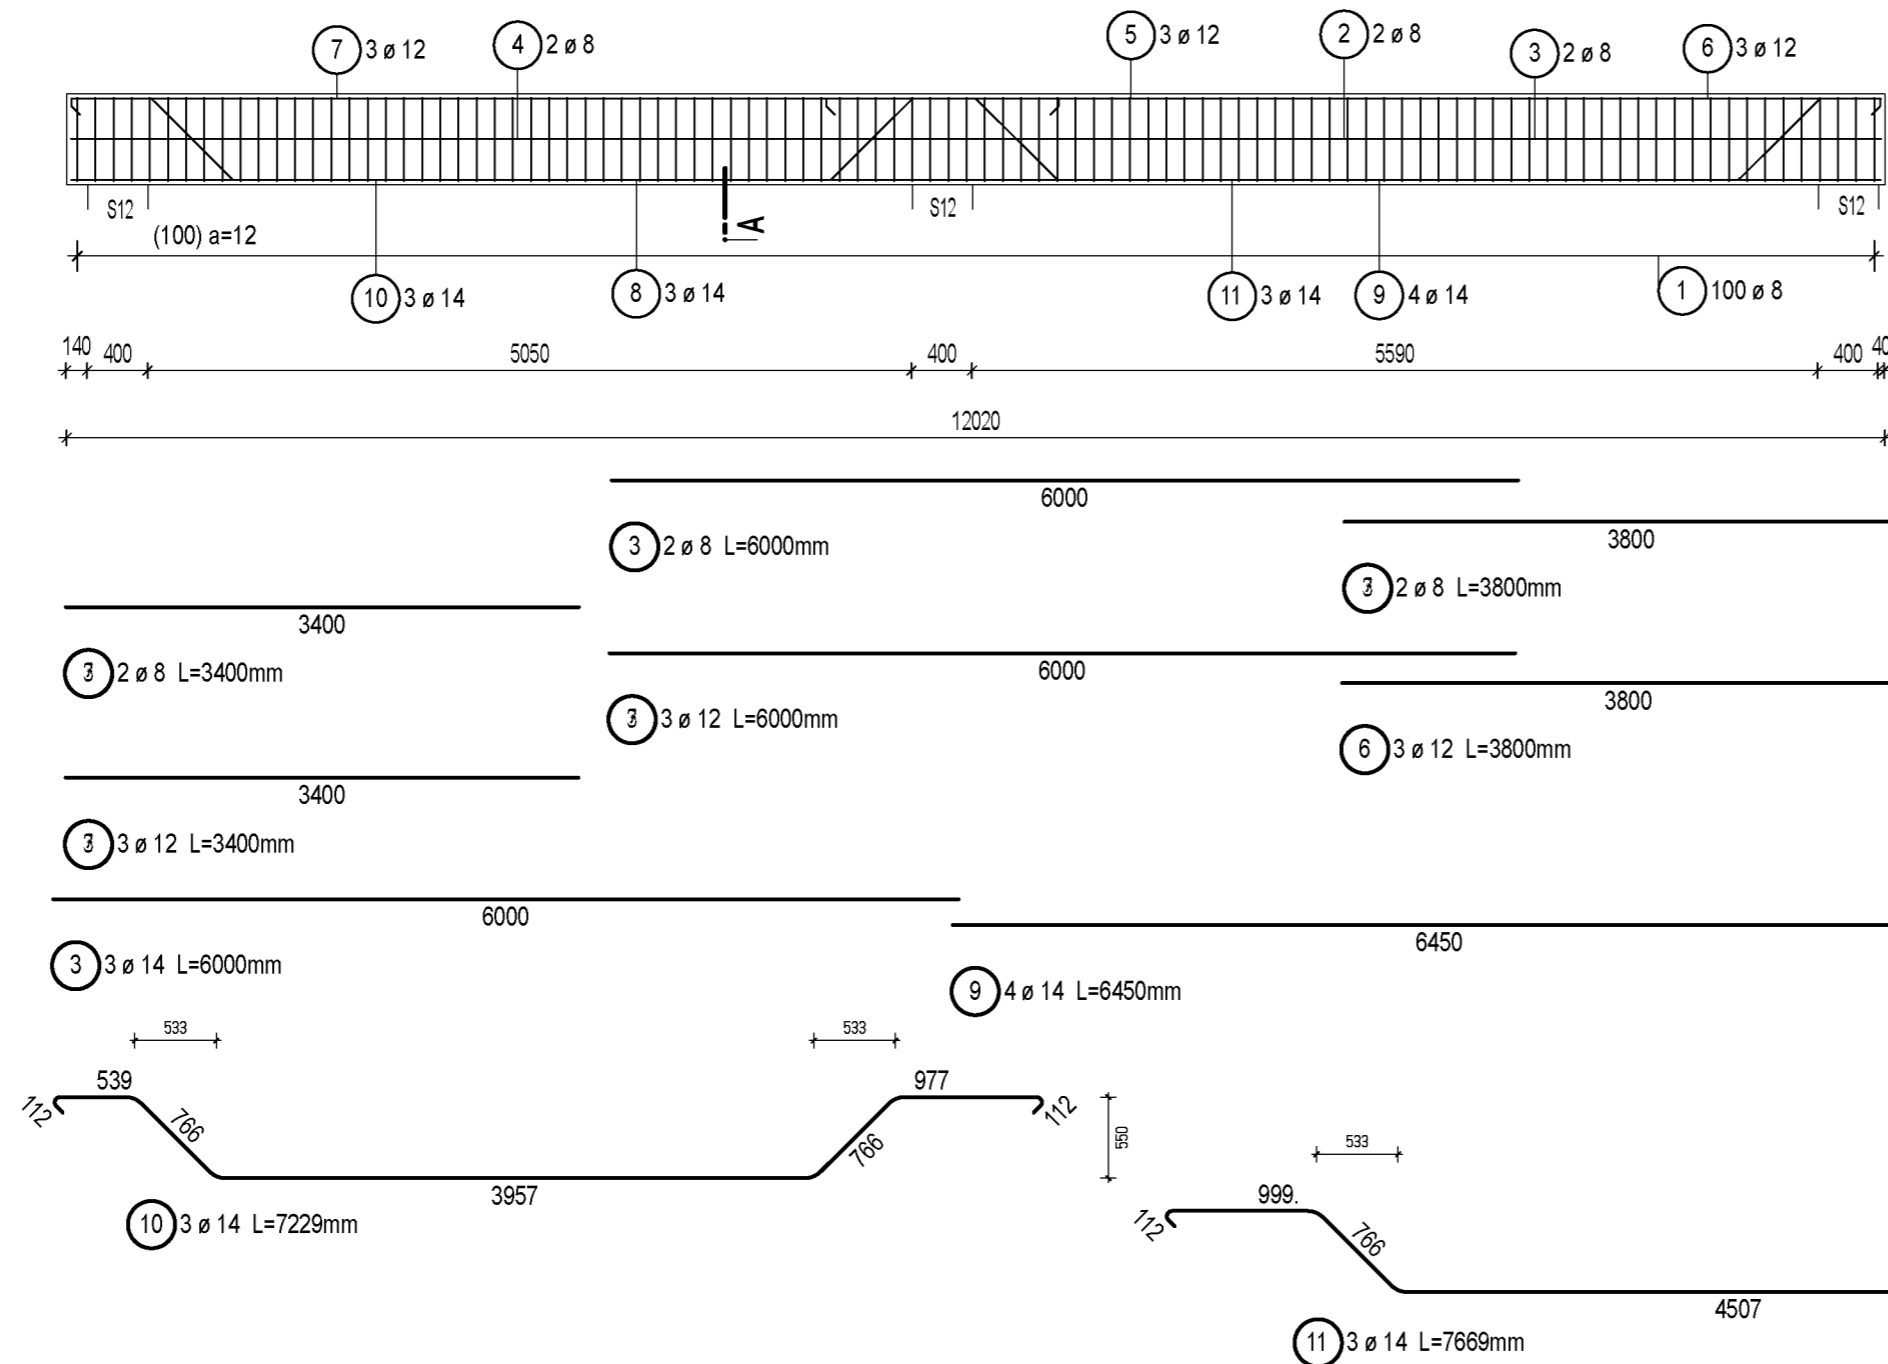 7 3 ø 12
4 2 ø 8
5 3 ø 12
2 2 ø 8
3 2 ø 8
6 3 ø 12
S12
S12
S12
A
(100) a=12
10 3 ø 14
8 3 ø 14
11 3 ø 14
9 4 ø 14
1 100 ø 8
140 400 5050 400 5590 400 40
12020
6000
3 2 ø 8 L=6000mm
3800
2 ø 8 L=3800mm
3400
2 ø 8 L=3400mm
6000
3 ø 12 L=6000mm
3800
6 3 ø 12 L=3800mm
3400
3 ø 12 L=3400mm
6000
3 3 ø 14 L=6000mm
6450
9 4 ø 14 L=6450mm
533
533
112
539
766
3957
766
977
112
550
10 3 ø 14 L=7229mm
533
112
999.
766
4507
11 3 ø 14 L=7669mm